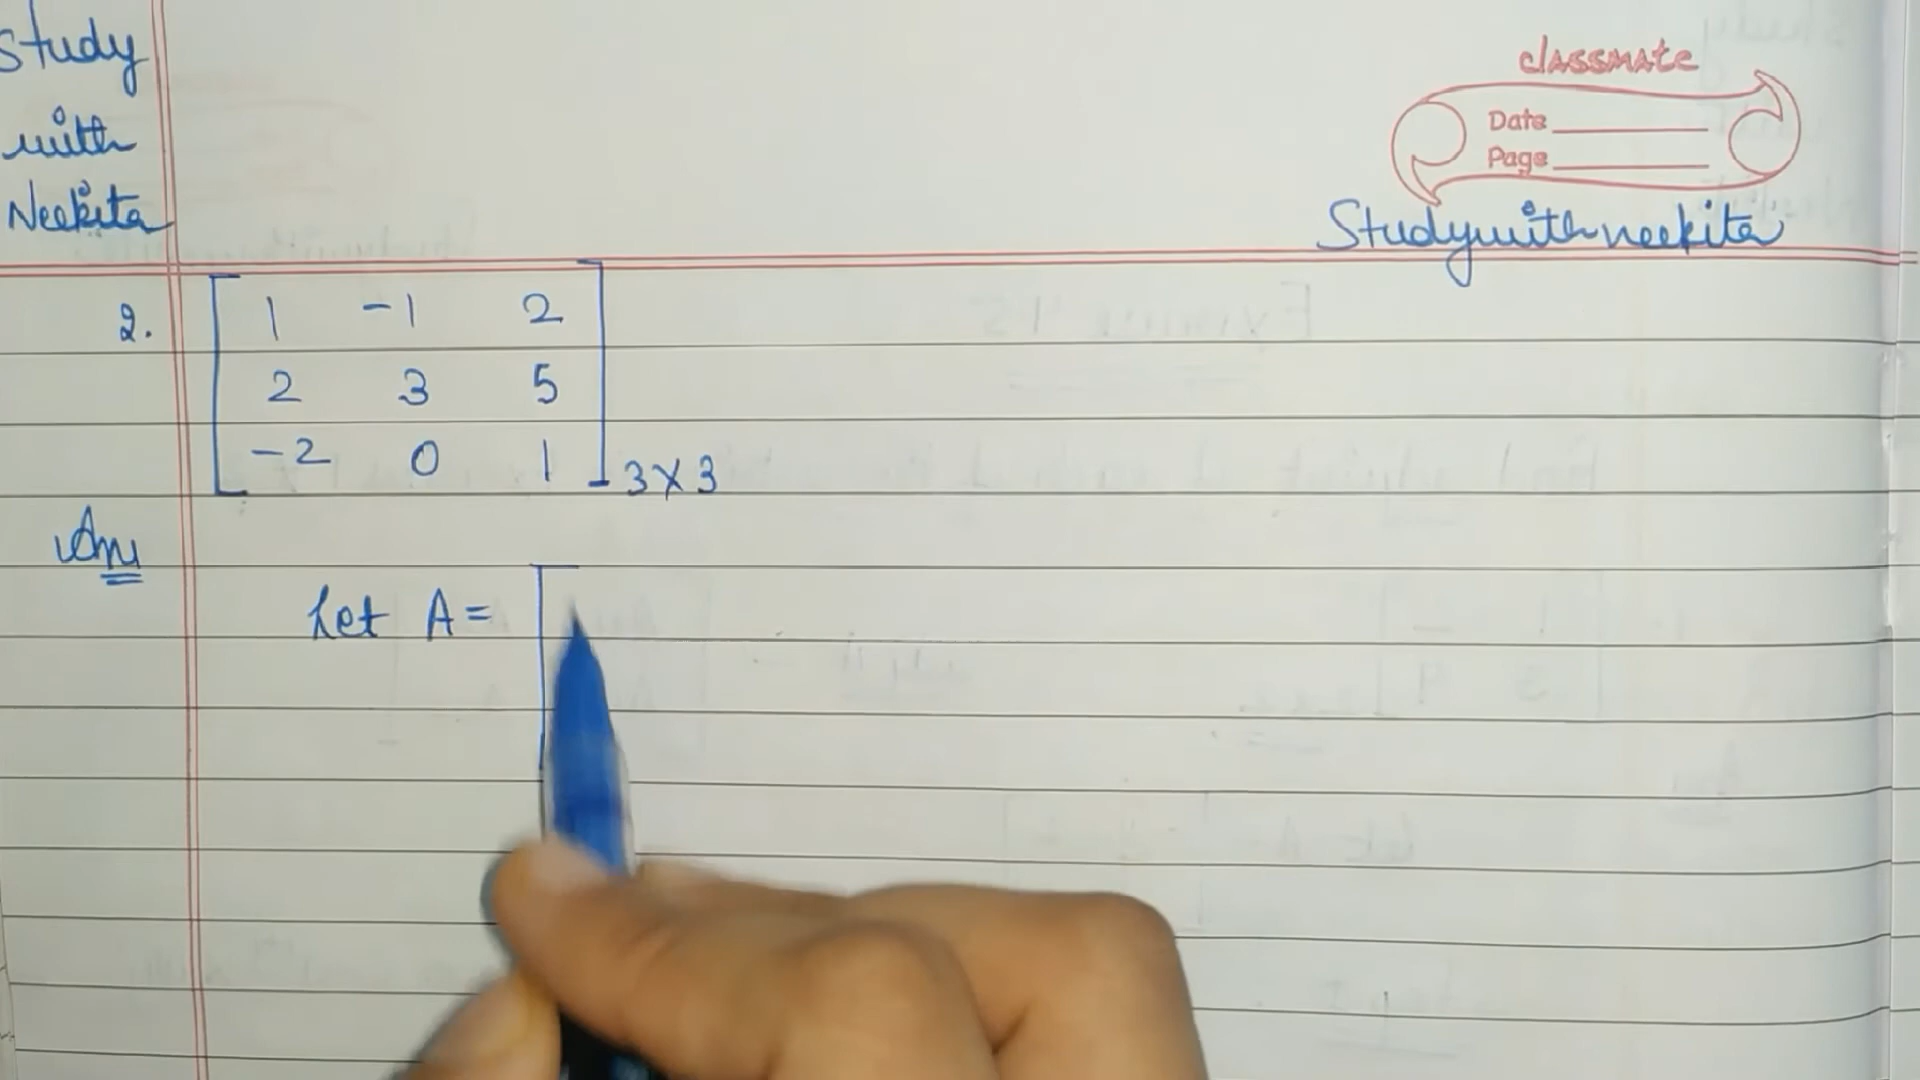 Study
with
Neekita
classmate
Date
Page
Studywithneekita
2. 1 -1 2
2 3 5
-2 0 1 3×3
Ans
Let A=